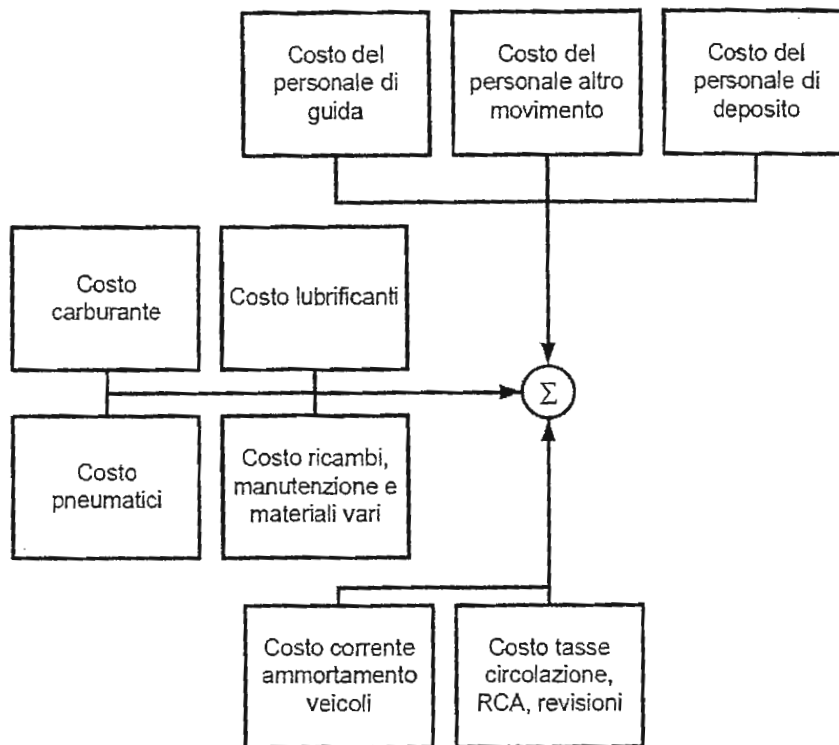 Costo del
personale di
guida
Costo del
personale altro
movimento
Costo del
personale di
deposito
Costo
carburante
Costo lubrificanti
Σ
Costo
pneumatici
Costo ricambi,
manutenzione e
materiali vari
Costo corrente
ammortamento
veicoli
Costo tasse
circolazione,
RCA, revisioni